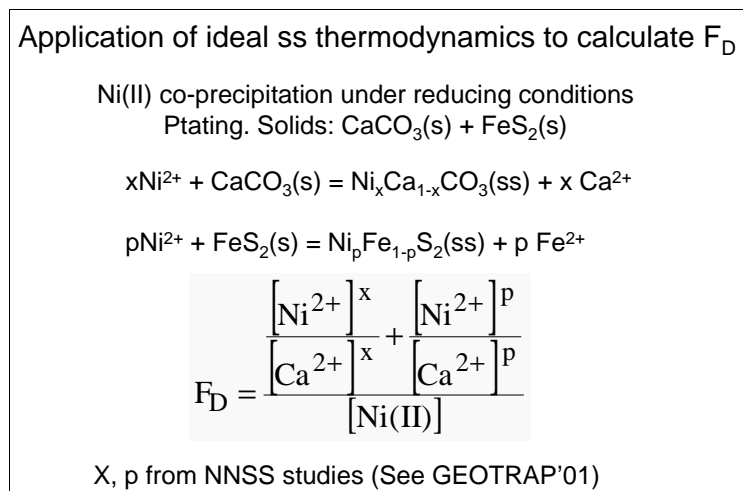 Application of ideal ss thermodynamics to calculate F_D
Ni(II) co-precipitation under reducing conditions
Ptating. Solids: CaCO₃(s) + FeS₂(s)
xNi²⁺ + CaCO₃(s) = NiₓCa₁₋ₓCO₃(ss) + x Ca²⁺
pNi²⁺ + FeS₂(s) = NiₚFe₁₋ₚS₂(ss) + p Fe²⁺
[Ni²⁺]ˣ [Ni²⁺]ᵖ
F_D = +
[Ca²⁺]ˣ [Ca²⁺]ᵖ
[Ni(II)]
X, p from NNSS studies (See GEOTRAP'01)